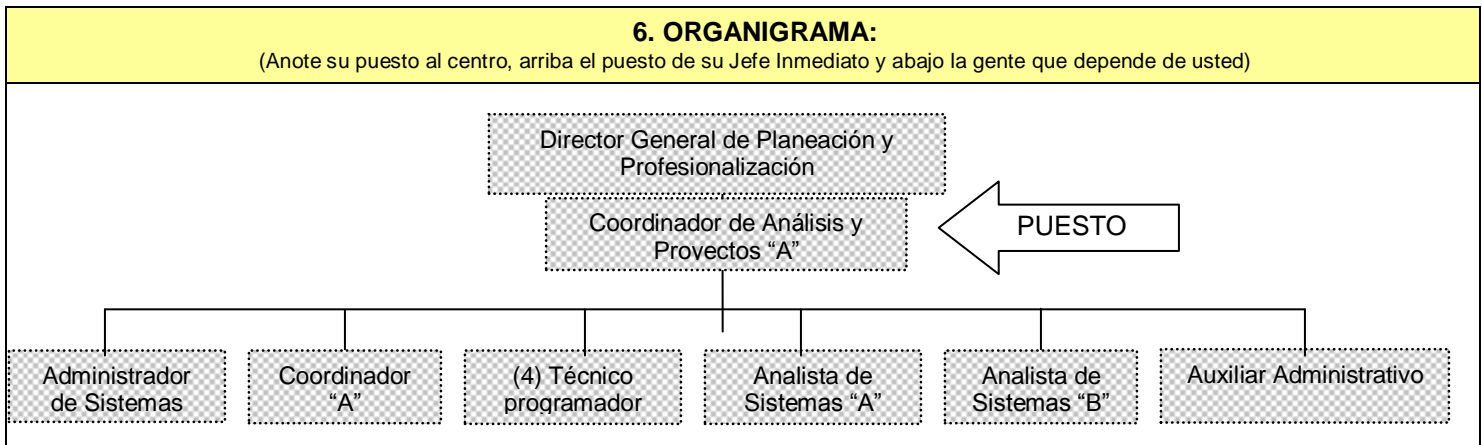 6. ORGANIGRAMA:
(Anote su puesto al centro, arriba el puesto de su Jefe Inmediato y abajo la gente que depende de usted)
Director General de Planeación y
Profesionalización
Coordinador de Análisis y
Proyectos “A”
PUESTO
Administrador
de Sistemas
Coordinador
“A”
(4) Técnico
programador
Analista de
Sistemas “A”
Analista de
Sistemas “B”
Auxiliar Administrativo